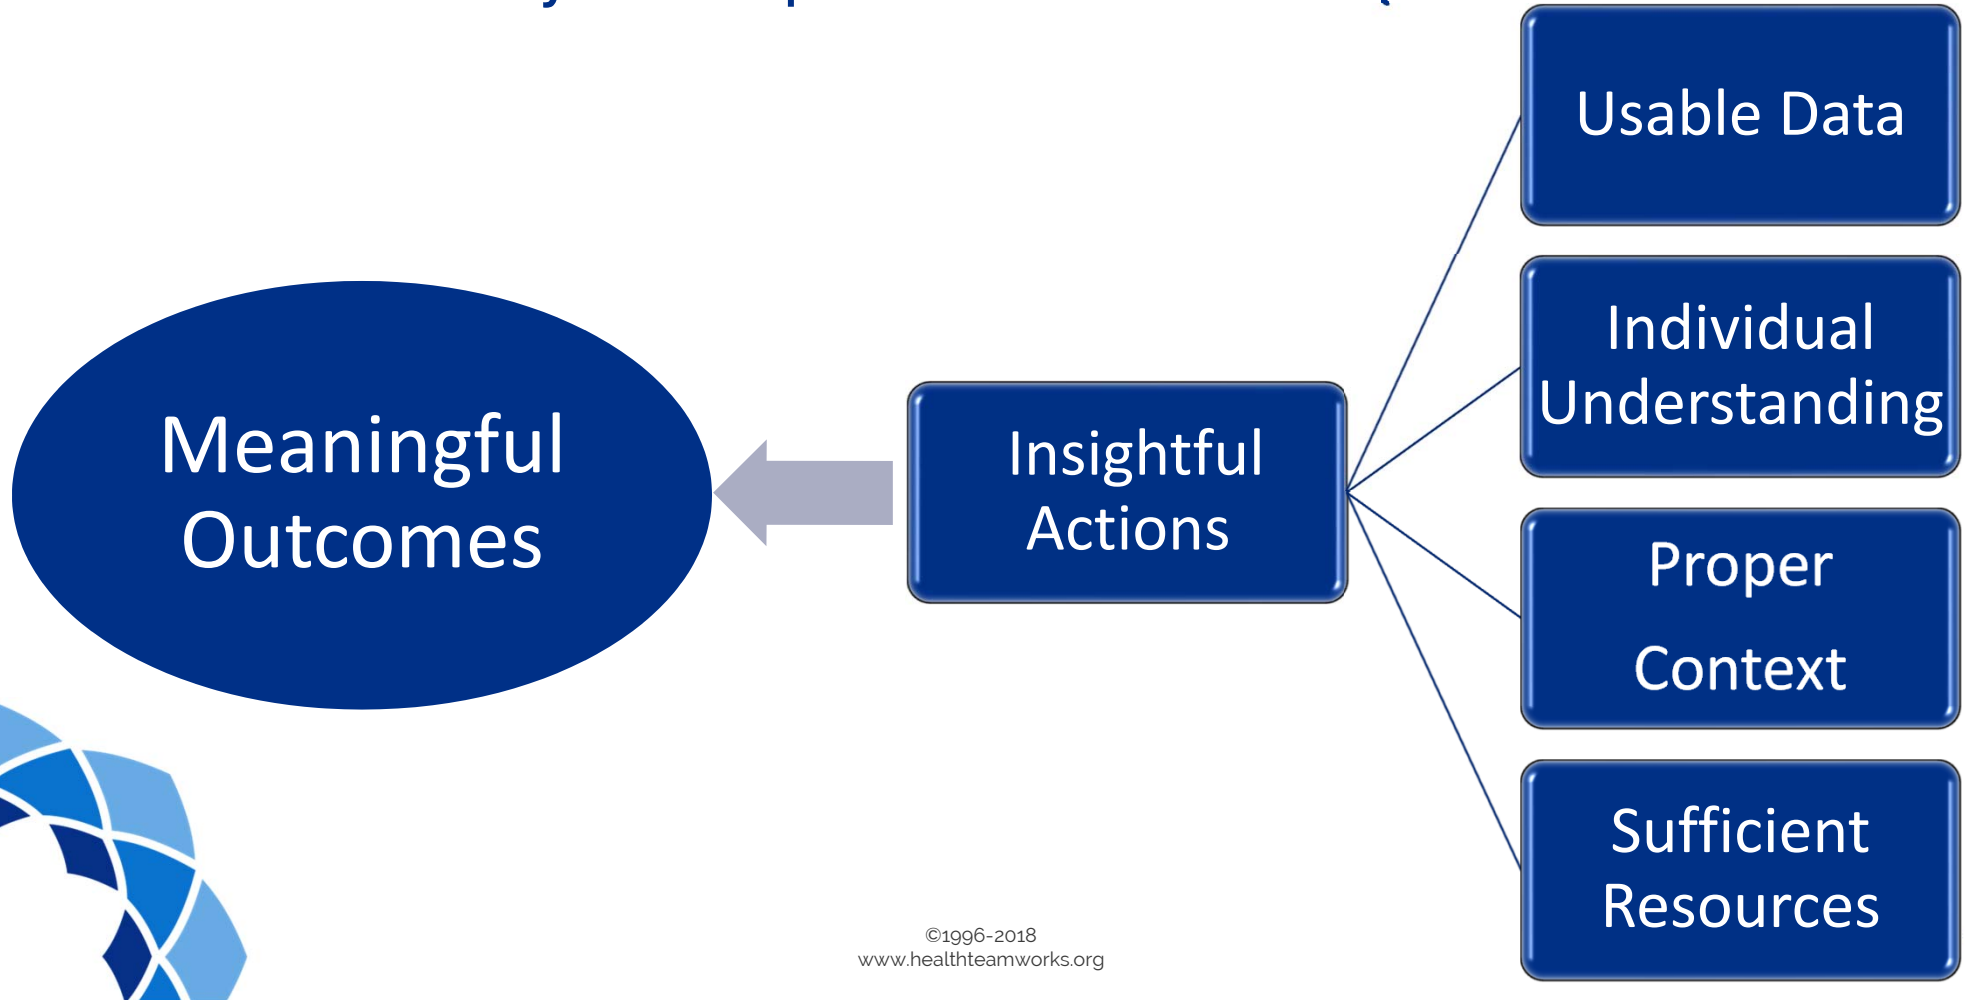 Usable Data
Individual
Understanding
Meaningful
Outcomes
Insightful
Actions
Proper
Context
Sufficient
Resources
©1996-2018
www.healthteamworks.org